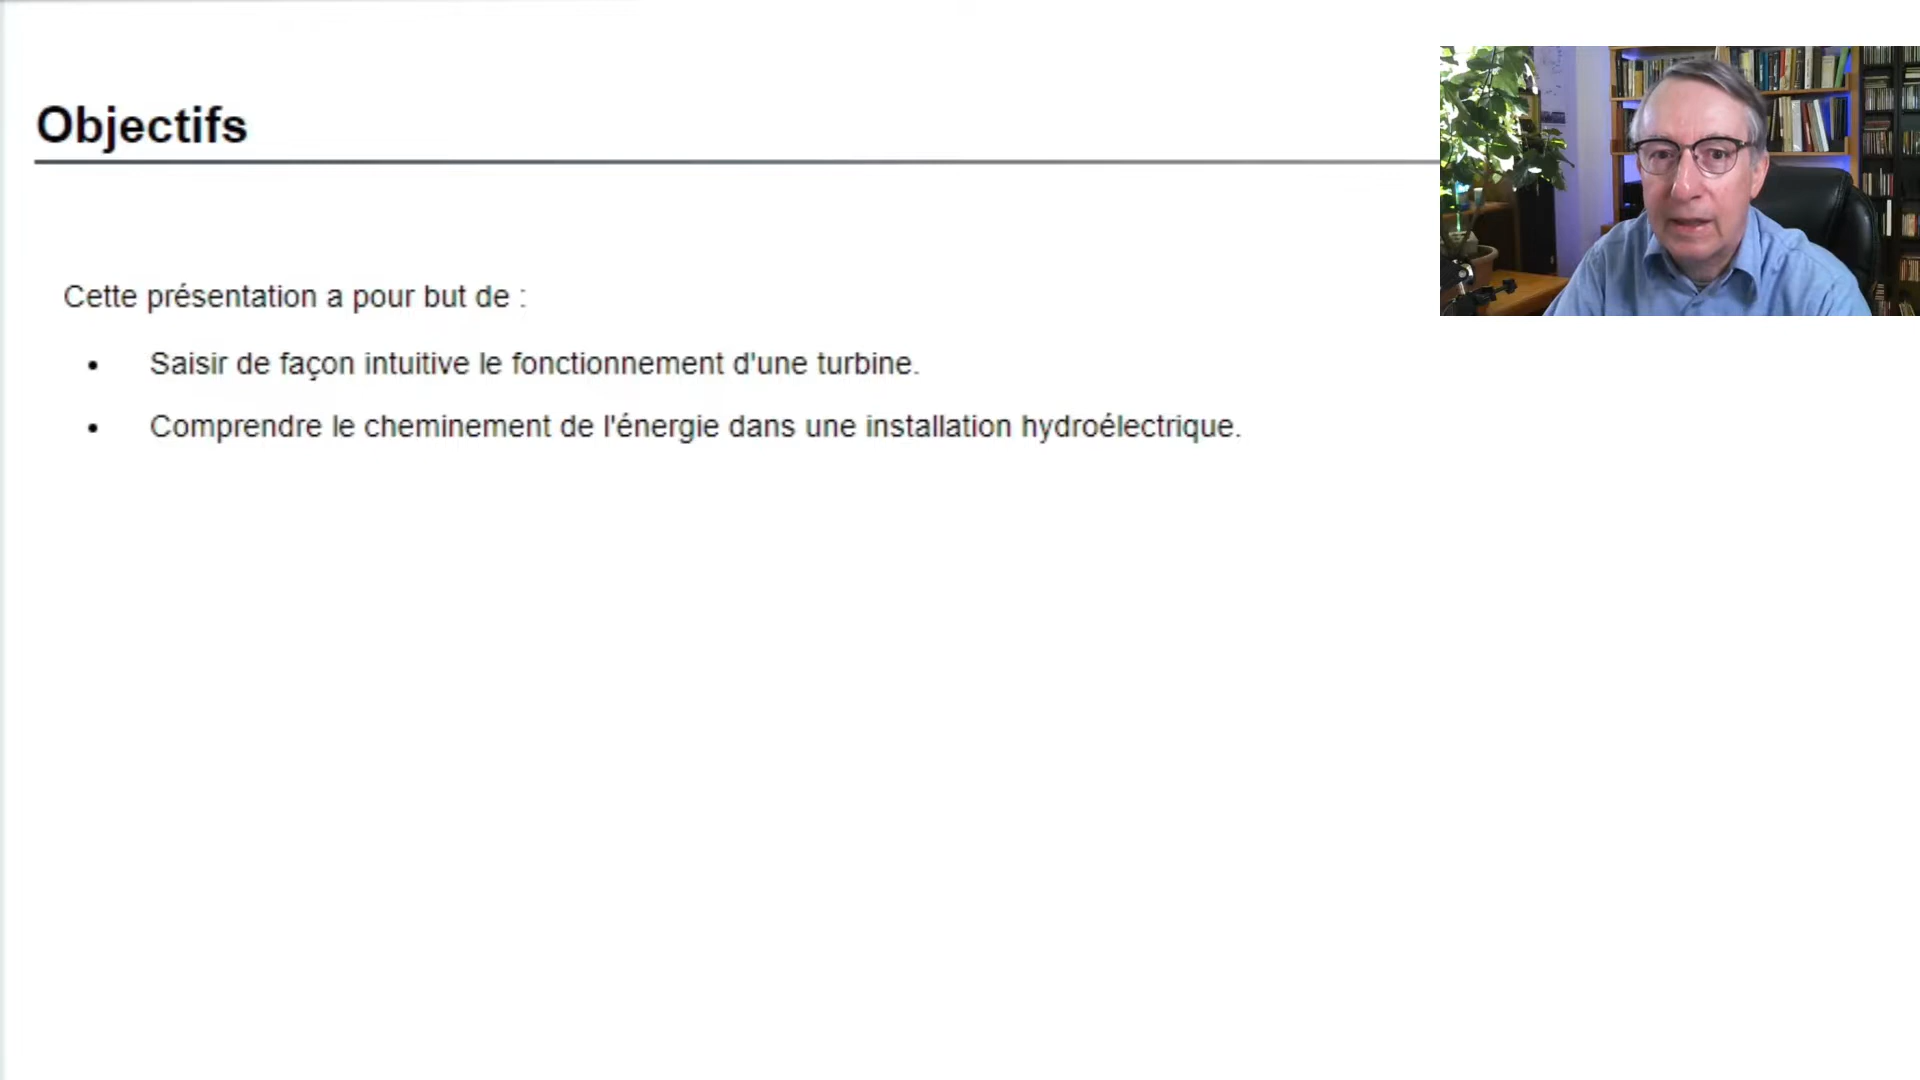 Objectifs
Cette présentation a pour but de :
• Saisir de façon intuitive le fonctionnement d'une turbine.
• Comprendre le cheminement de l'énergie dans une installation hydroélectrique.